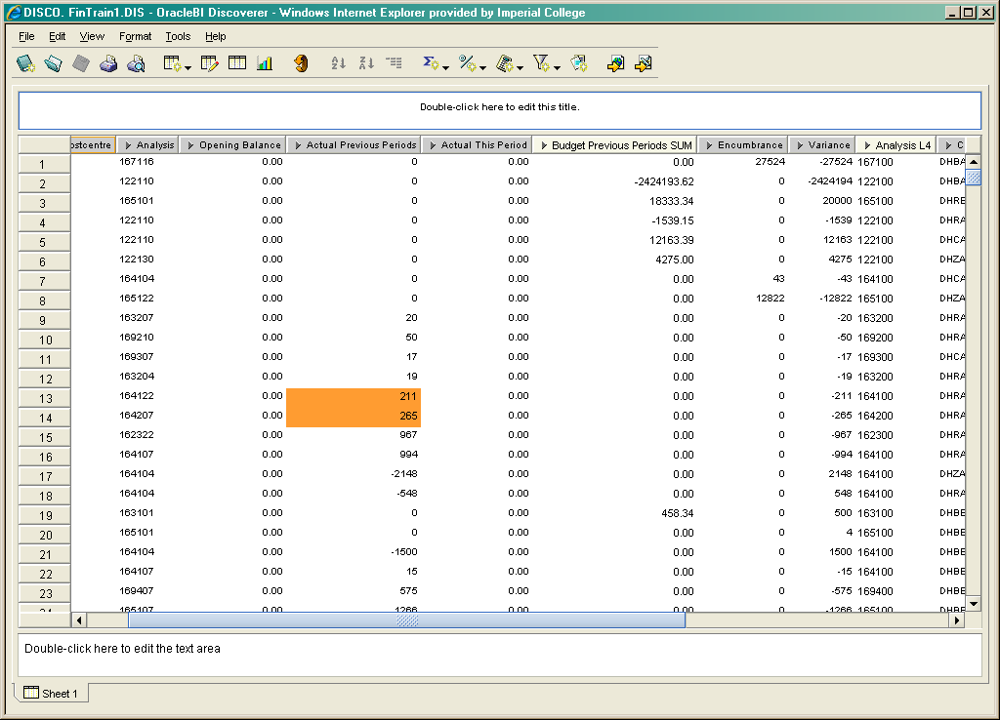 DISCO. FinTrain1.DIS - OracleBI Discoverer - Windows Internet Explorer provided by Imperial College
File Edit View Format Tools Help
Double-click here to edit this title.
ostcentre Analysis Opening Balance Actual Previous Periods Actual This Period Budget Previous Periods SUM Encumbrance Variance Analysis L4 C
1 167116 0.00 0 0.00 0.00 27524 -27524 167100 DHBA
2 122110 0.00 0 0.00 -2424193.62 0 -2424194 122100 DHBA
3 165101 0.00 0 0.00 18333.34 0 20000 165100 DHRE
4 122110 0.00 0 0.00 -1539.15 0 -1539 122100 DHRA
5 122110 0.00 0 0.00 12163.39 0 12163 122100 DHCA
6 122130 0.00 0 0.00 4275.00 0 4275 122100 DHZA
7 164104 0.00 0 0.00 0.00 43 -43 164100 DHCA
8 165122 0.00 0 0.00 0.00 12822 -12822 165100 DHZA
9 163207 0.00 20 0.00 0.00 0 -20 163200 DHRA
10 169210 0.00 50 0.00 0.00 0 -50 169200 DHRA
11 169307 0.00 17 0.00 0.00 0 -17 169300 DHCA
12 163204 0.00 19 0.00 0.00 0 -19 163200 DHRA
13 164122 0.00 211 0.00 0.00 0 -211 164100 DHRA
14 164207 0.00 265 0.00 0.00 0 -265 164200 DHRA
15 162322 0.00 967 0.00 0.00 0 -967 162300 DHRA
16 164107 0.00 994 0.00 0.00 0 -994 164100 DHRA
17 164104 0.00 -2148 0.00 0.00 0 2148 164100 DHZA
18 164104 0.00 -548 0.00 0.00 0 548 164100 DHRA
19 163101 0.00 0 0.00 458.34 0 500 163100 DHBE
20 165101 0.00 0 0.00 0.00 0 4 165100 DHBE
21 164104 0.00 -1500 0.00 0.00 0 1500 164100 DHBE
22 164107 0.00 15 0.00 0.00 0 -15 164100 DHBE
23 169407 0.00 575 0.00 0.00 0 -575 169400 DHBE
24 165107 0.00 1266 0.00 0.00 0 -1266 165100 DHBE
Double-click here to edit the text area
Sheet 1